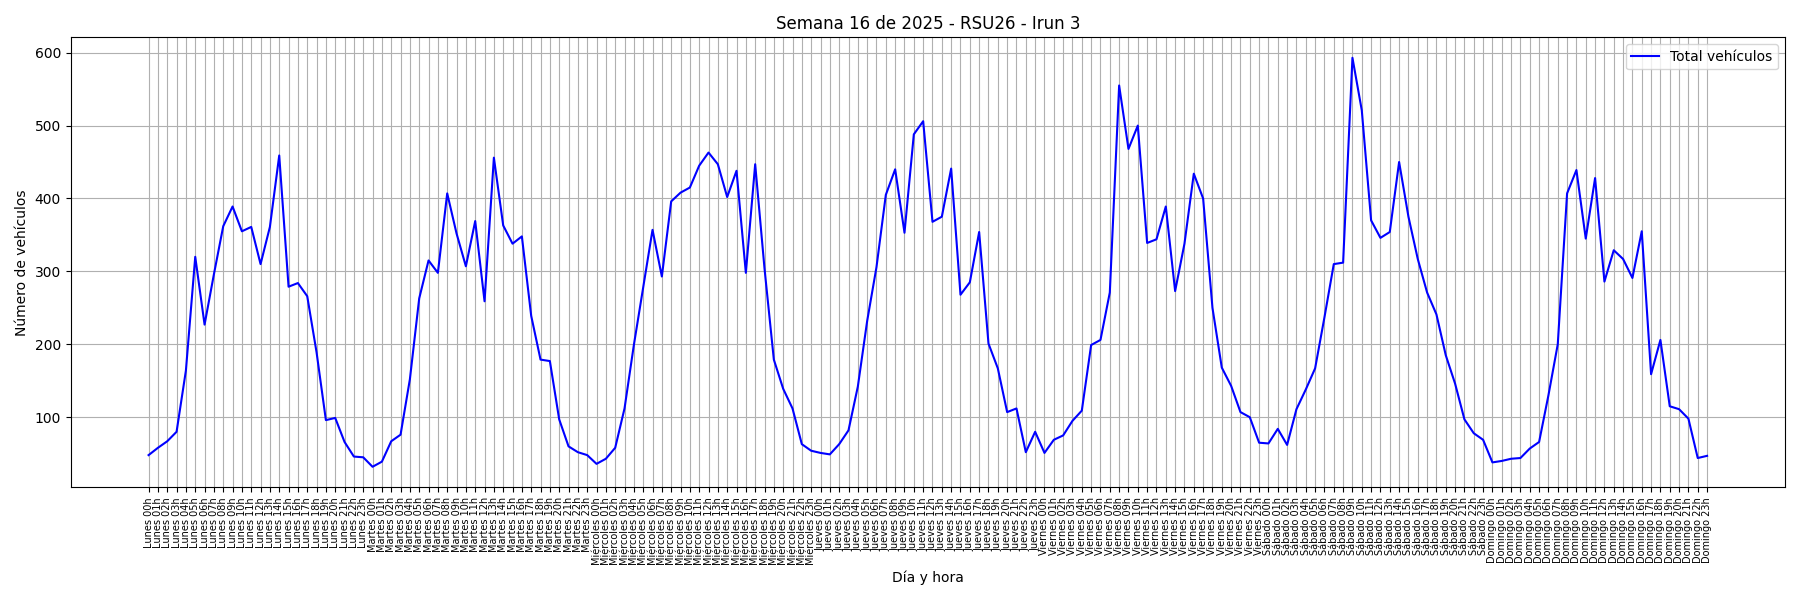 Semana 16 de 2025 - RSU26 - Irun 3
Total vehículos
Número de vehículos
600
500
400
300
200
100
Lunes 00h
Lunes 01h
Lunes 02h
Lunes 03h
Lunes 04h
Lunes 05h
Lunes 06h
Lunes 07h
Lunes 08h
Lunes 09h
Lunes 10h
Lunes 11h
Lunes 12h
Lunes 13h
Lunes 14h
Lunes 15h
Lunes 16h
Lunes 17h
Lunes 18h
Lunes 19h
Lunes 20h
Lunes 21h
Lunes 22h
Lunes 23h
Martes 00h
Martes 01h
Martes 02h
Martes 03h
Martes 04h
Martes 05h
Martes 06h
Martes 07h
Martes 08h
Martes 09h
Martes 10h
Martes 11h
Martes 12h
Martes 13h
Martes 14h
Martes 15h
Martes 16h
Martes 17h
Martes 18h
Martes 19h
Martes 20h
Martes 21h
Martes 22h
Martes 23h
Miércoles 00h
Miércoles 01h
Miércoles 02h
Miércoles 03h
Miércoles 04h
Miércoles 05h
Miércoles 06h
Miércoles 07h
Miércoles 08h
Miércoles 09h
Miércoles 10h
Miércoles 11h
Miércoles 12h
Miércoles 13h
Miércoles 14h
Miércoles 15h
Miércoles 16h
Miércoles 17h
Miércoles 18h
Miércoles 19h
Miércoles 20h
Miércoles 21h
Miércoles 22h
Miércoles 23h
Jueves 00h
Jueves 01h
Jueves 02h
Jueves 03h
Jueves 04h
Jueves 05h
Jueves 06h
Jueves 07h
Jueves 08h
Jueves 09h
Jueves 10h
Jueves 11h
Jueves 12h
Jueves 13h
Jueves 14h
Jueves 15h
Jueves 16h
Jueves 17h
Jueves 18h
Jueves 19h
Jueves 20h
Jueves 21h
Jueves 22h
Jueves 23h
Viernes 00h
Viernes 01h
Viernes 02h
Viernes 03h
Viernes 04h
Viernes 05h
Viernes 06h
Viernes 07h
Viernes 08h
Viernes 09h
Viernes 10h
Viernes 11h
Viernes 12h
Viernes 13h
Viernes 14h
Viernes 15h
Viernes 16h
Viernes 17h
Viernes 18h
Viernes 19h
Viernes 20h
Viernes 21h
Viernes 22h
Viernes 23h
Sábado 00h
Sábado 01h
Sábado 02h
Sábado 03h
Sábado 04h
Sábado 05h
Sábado 06h
Sábado 07h
Sábado 08h
Sábado 09h
Sábado 10h
Sábado 11h
Sábado 12h
Sábado 13h
Sábado 14h
Sábado 15h
Sábado 16h
Sábado 17h
Sábado 18h
Sábado 19h
Sábado 20h
Sábado 21h
Sábado 22h
Sábado 23h
Domingo 00h
Domingo 01h
Domingo 02h
Domingo 03h
Domingo 04h
Domingo 05h
Domingo 06h
Domingo 07h
Domingo 08h
Domingo 09h
Domingo 10h
Domingo 11h
Domingo 12h
Domingo 13h
Domingo 14h
Domingo 15h
Domingo 16h
Domingo 17h
Domingo 18h
Domingo 19h
Domingo 20h
Domingo 21h
Domingo 22h
Domingo 23h
Día y hora